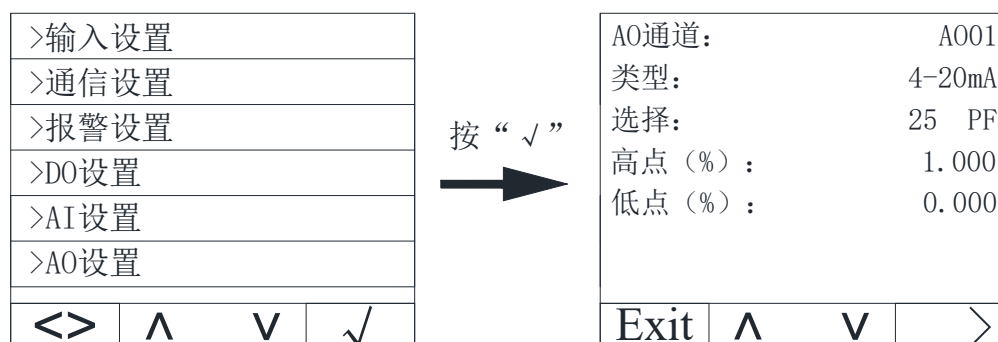 >输入设置
>通信设置
>报警设置
>DO设置
>AI设置
>AO设置
<> ∧ ∨ √
按“√”
AO通道： AO01
类型： 4-20mA
选择： 25 PF
高点（%）： 1.000
低点（%）： 0.000
Exit ∧ ∨ >